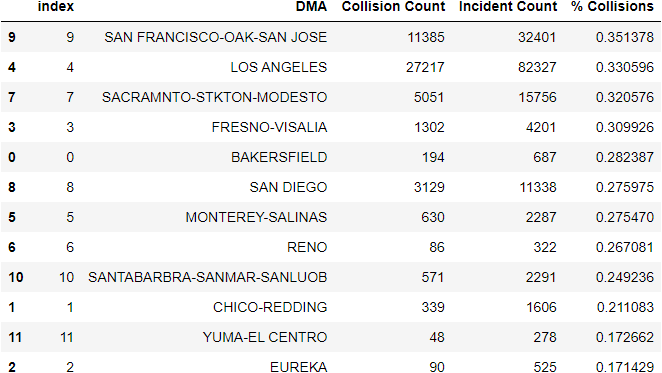 index DMA Collision Count Incident Count % Collisions
9 9 SAN FRANCISCO-OAK-SAN JOSE 11385 32401 0.351378
4 4 LOS ANGELES 27217 82327 0.330596
7 7 SACRAMNTO-STKTON-MODESTO 5051 15756 0.320576
3 3 FRESNO-VISALIA 1302 4201 0.309926
0 0 BAKERSFIELD 194 687 0.282387
8 8 SAN DIEGO 3129 11338 0.275975
5 5 MONTEREY-SALINAS 630 2287 0.275470
6 6 RENO 86 322 0.267081
10 10 SANTABARBRA-SANMAR-SANLUOB 571 2291 0.249236
1 1 CHICO-REDDING 339 1606 0.211083
11 11 YUMA-EL CENTRO 48 278 0.172662
2 2 EUREKA 90 525 0.171429